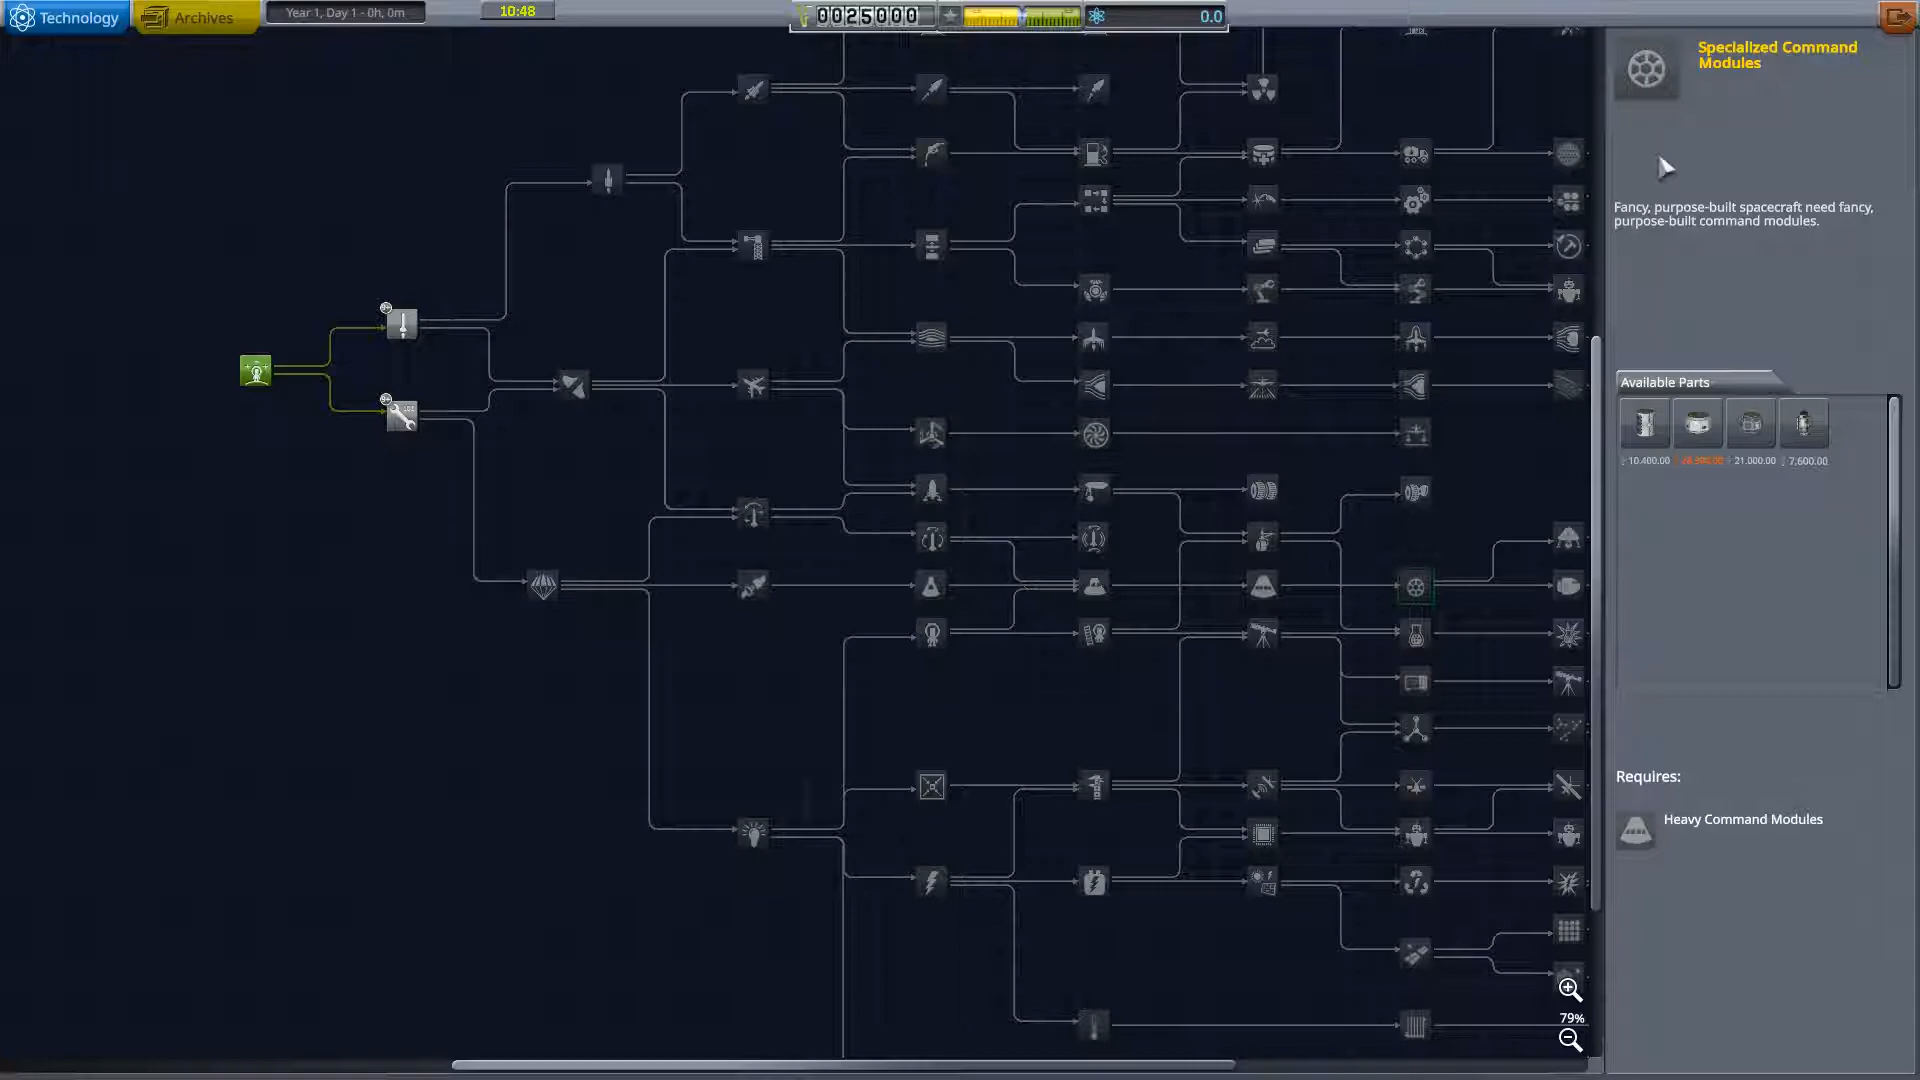 Technology
Archives
Year 1, Day 1 - 0h, 0m
10:48
0025000
0.0
Specialized Command
Modules
Fancy, purpose-built spacecraft need fancy,
purpose-built command modules.
Available Parts
10,400.00
21,000.00
7,600.00
Requires:
Heavy Command Modules
79%